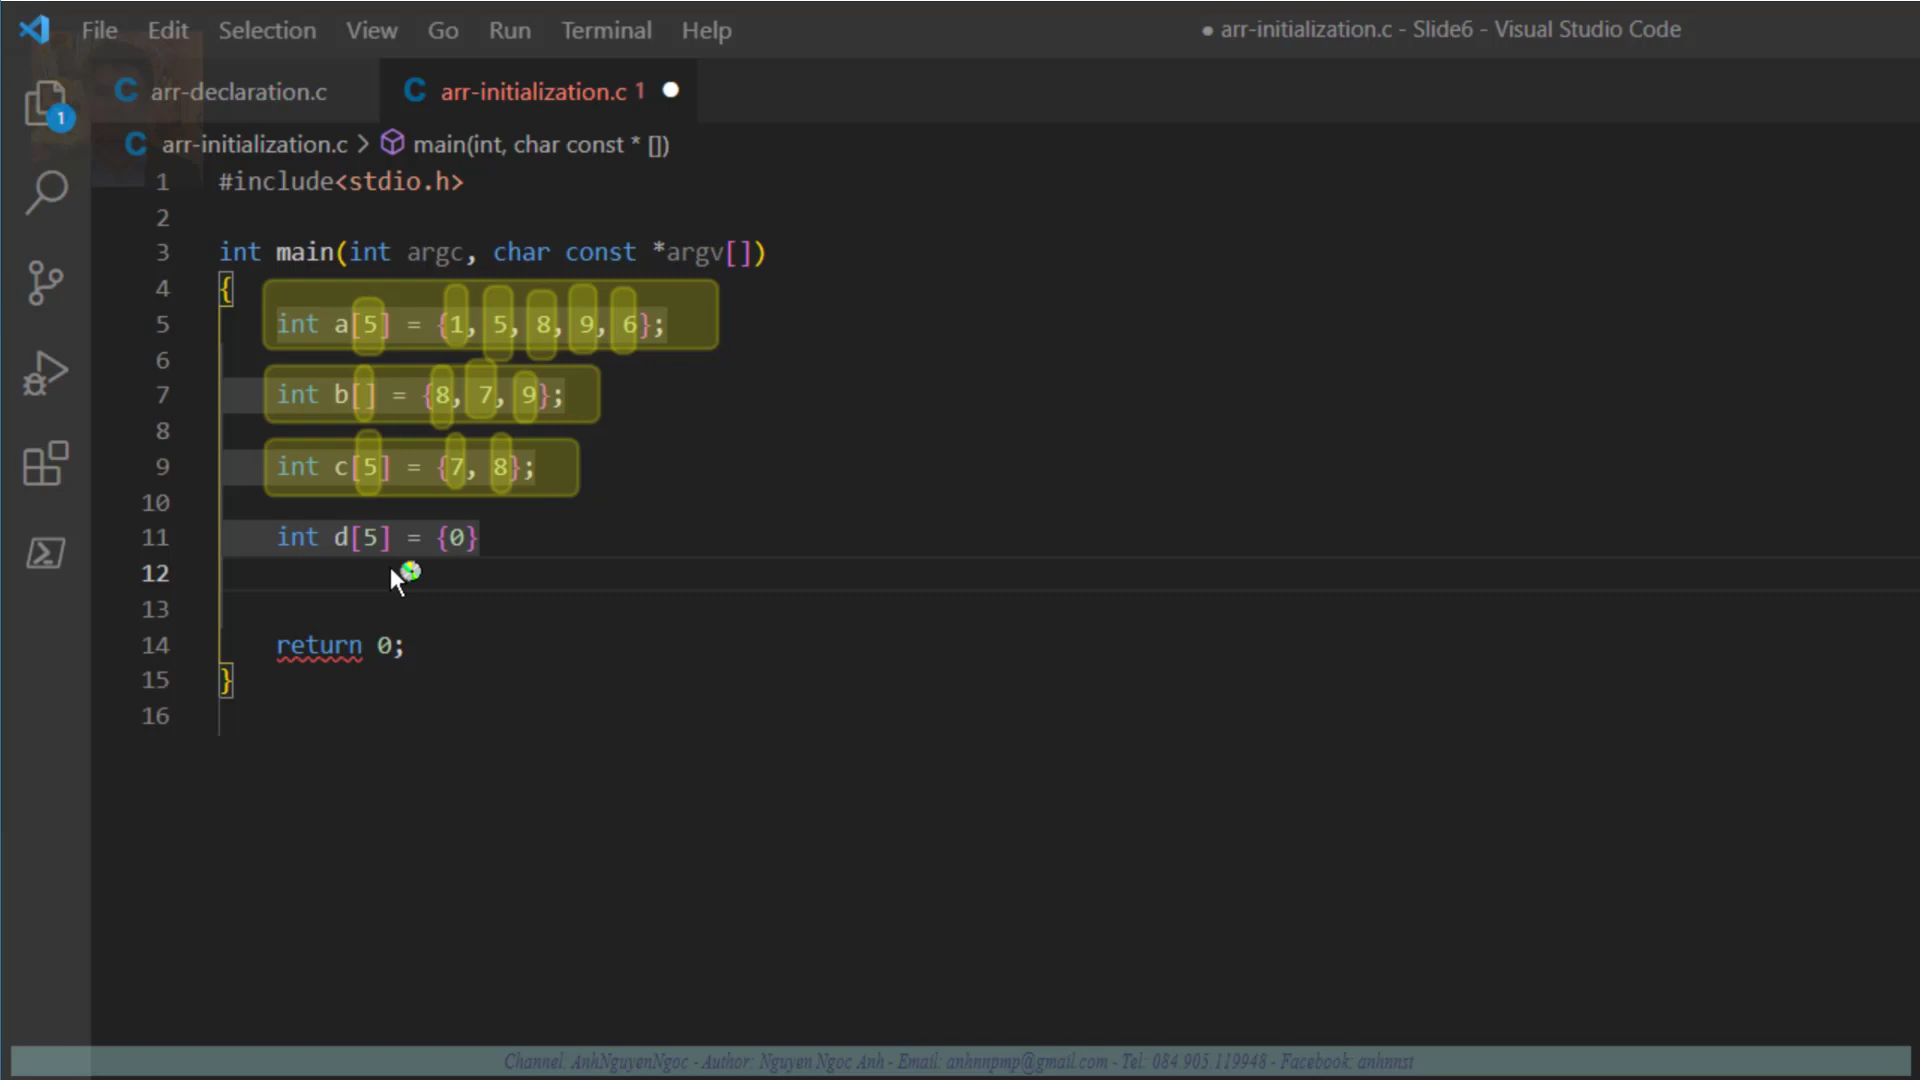 File Edit Selection View Go Run Terminal Help
● arr-initialization.c - Slide6 - Visual Studio Code
C arr-declaration.c
C arr-initialization.c 1
1
C arr-initialization.c > main(int, char const * [])
1 #include<stdio.h>
2
3 int main(int argc, char const *argv[])
4 {
5 int a[5] = {1, 5, 8, 9, 6};
6
7 int b[] = {8, 7, 9};
8
9 int c[5] = {7, 8};
10
11 int d[5] = {0}
12
13
14 return 0;
15 }
16
Channel: AnhNguyenNgoc - Author: Nguyen Ngoc Anh - Email: anhnnpmp@gmail.com - Tel: 084.905.119948 - Facebook: anhnnst